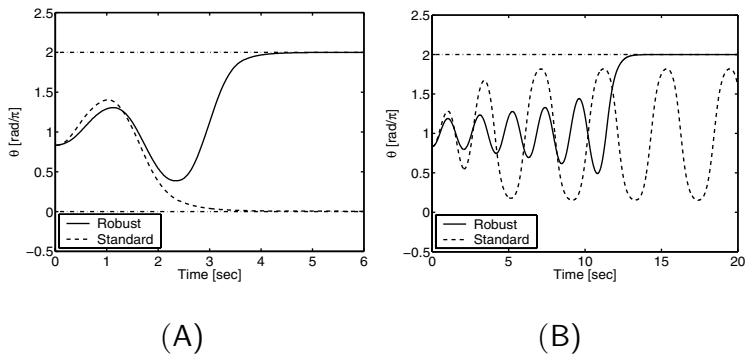 2.5
2
1.5
1
0.5
0
−0.5
θ [rad/π]
Robust
Standard
0 1 2 3 4 5 6
Time [sec]
(A)
2.5
2
1.5
1
0.5
0
−0.5
θ [rad/π]
Robust
Standard
0 5 10 15 20
Time [sec]
(B)